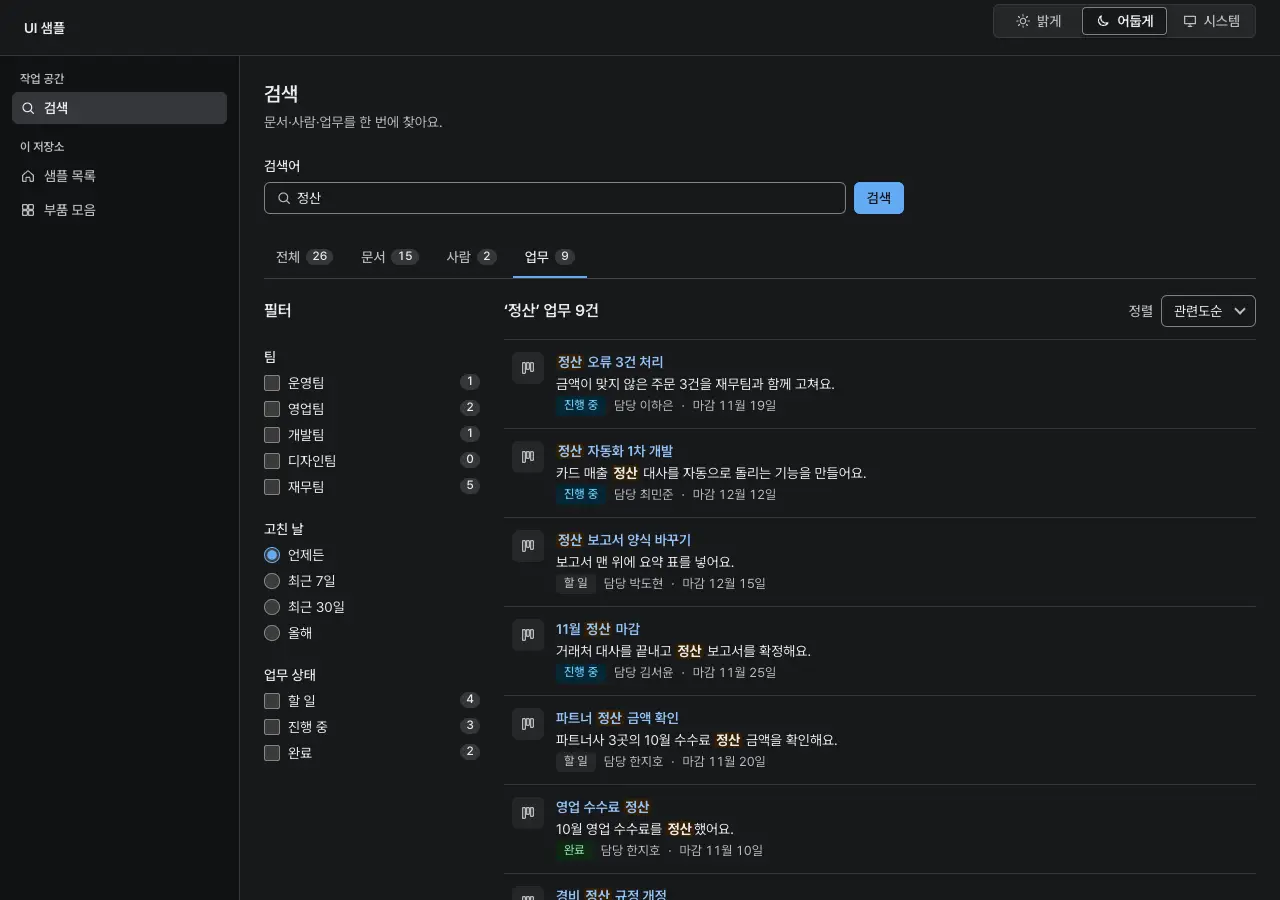 UI 샘플
밝게
어둡게
시스템
작업 공간
검색
이 저장소
샘플 목록
부품 모음
검색
문서·사람·업무를 한 번에 찾아요.
검색어
정산
검색
전체 26
문서 15
사람 2
업무 9
필터
팀
운영팀 1
영업팀 2
개발팀 1
디자인팀 0
재무팀 5
고친 날
언제든
최근 7일
최근 30일
올해
업무 상태
할 일 4
진행 중 3
완료 2
‘정산’ 업무 9건
정렬 관련도순
정산 오류 3건 처리
금액이 맞지 않은 주문 3건을 재무팀과 함께 고쳐요.
진행 중 담당 이하은 · 마감 11월 19일
정산 자동화 1차 개발
카드 매출 정산 대사를 자동으로 돌리는 기능을 만들어요.
진행 중 담당 최민준 · 마감 12월 12일
정산 보고서 양식 바꾸기
보고서 맨 위에 요약 표를 넣어요.
할 일 담당 박도현 · 마감 12월 15일
11월 정산 마감
거래처 대사를 끝내고 정산 보고서를 확정해요.
진행 중 담당 김서윤 · 마감 11월 25일
파트너 정산 금액 확인
파트너사 3곳의 10월 수수료 정산 금액을 확인해요.
할 일 담당 한지호 · 마감 11월 20일
영업 수수료 정산
10월 영업 수수료를 정산했어요.
완료 담당 한지호 · 마감 11월 10일
경비 정산 규정 개정